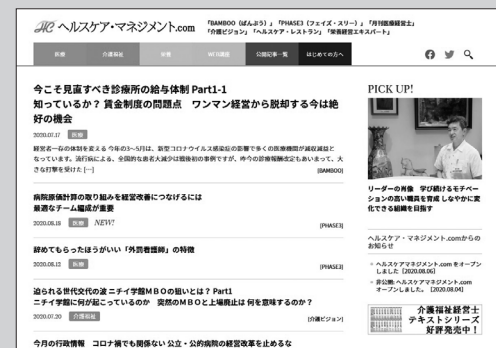 HC ヘルスケア・マネジメント.com
「BAMBOO(ばんぶう)」「PHASE3(フェイズ・スリー)」「月刊医療経営士」
「介護ビジョン」「ヘルスケア・レストラン」「栄養経営エキスパート」
医療 介護福祉 栄養 WEB講座 公開記事一覧 はじめての方へ
今こそ見直すべき診療所の給与体制 Part1-1
知っているか? 賃金制度の問題点 ワンマン経営から脱却する今は絶
好の機会
2020.07.17 医療
経営者一存の体制を変える 今年の3~5月は、新型コロナウイルス感染症の影響で多くの医療機関が減収減益と
なっています。流行病による、全国的な患者大減少は戦後初の事例ですが、昨今の診療報酬改定もあいまって、大
きな打撃を受けた […]
[BAMBOO]
病院原価計算の取り組みを経営改善につなげるには
最適なチーム編成が重要
2020.08.18 医療 NEW!
[PHASE3]
辞めてもらったほうがいい「外罰看護師」の特徴
2020.08.12 医療
[PHASE3]
迫られる世代交代の波 ニチイ学館MBOの狙いとは? Part1
ニチイ学館に何が起こっているのか 突然のMBOと上場廃止は何を意味するのか?
2020.07.20 介護福祉
[介護ビジョン]
今月の行政情報 コロナ禍でも関係ない 公立・公的病院の経営改革を止めるな
PICK UP!
リーダーの肖像 学び続けるモチベー
ションの高い職員を育成 しなやかに変
化できる組織を目指す
ヘルスケア・マネジメント.comからの
お知らせ
ヘルスケアマネジメント.com をオープン
しました [2020.08.06]
非公開: ヘルスケアマネジメント.com
オープンしました。 [2020.08.04]
介護福祉経営士
テキストシリーズ
好評発売中!